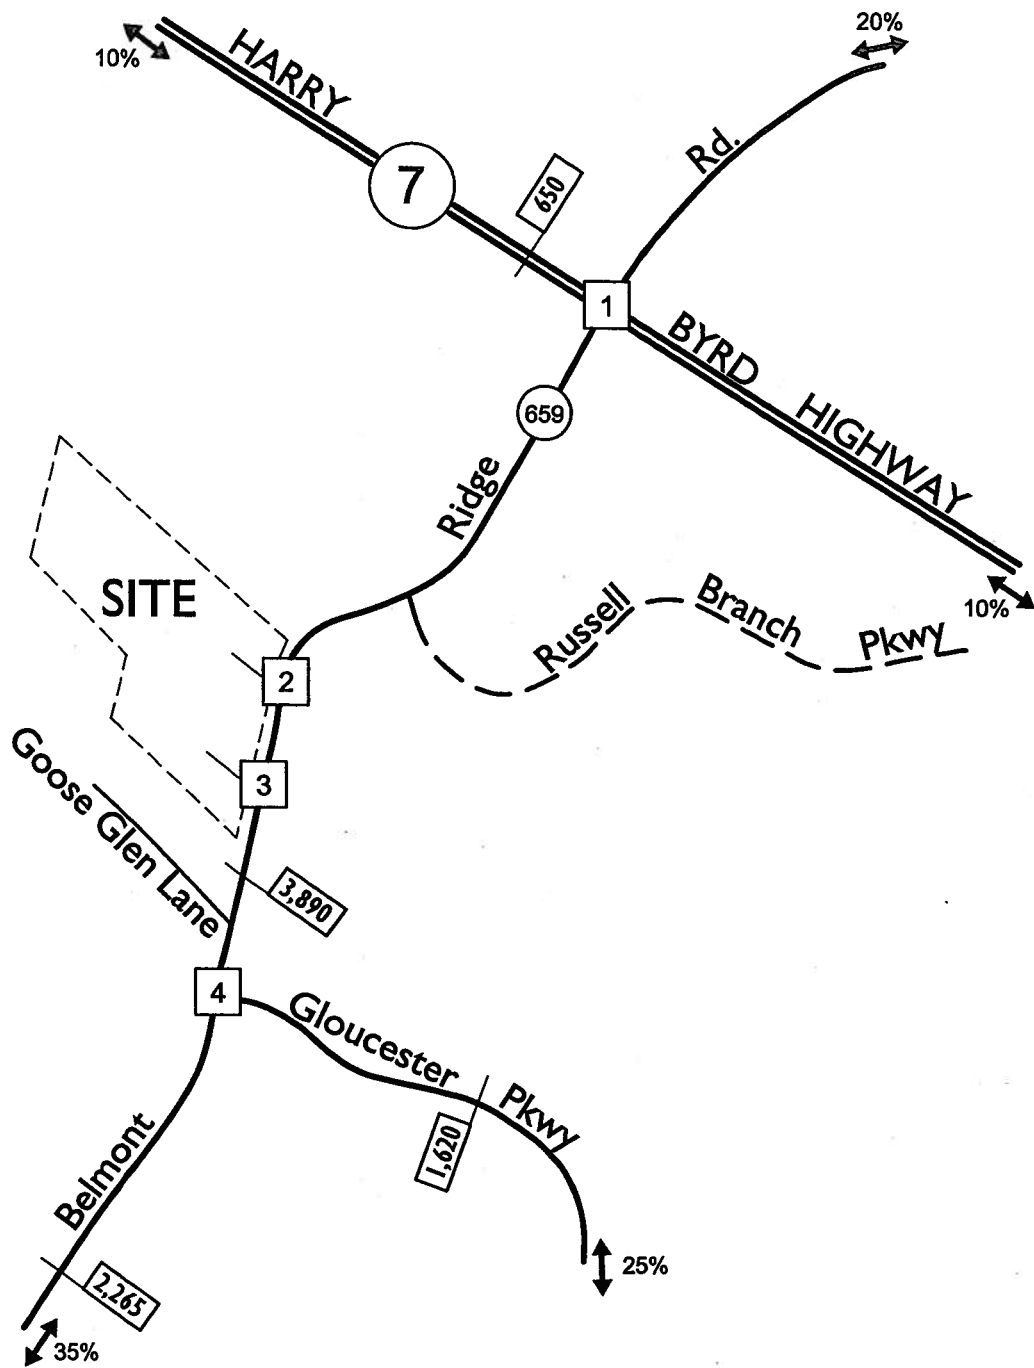 20%
10%
HARRY
7
Rd.
650
1
BYRD
HIGHWAY
659
Ridge
SITE
10%
Russell
Branch
Pkwy
2
3
Goose Glen Lane
3,890
4
Gloucester
Pkwy
1,620
Belmont
25%
2,265
35%